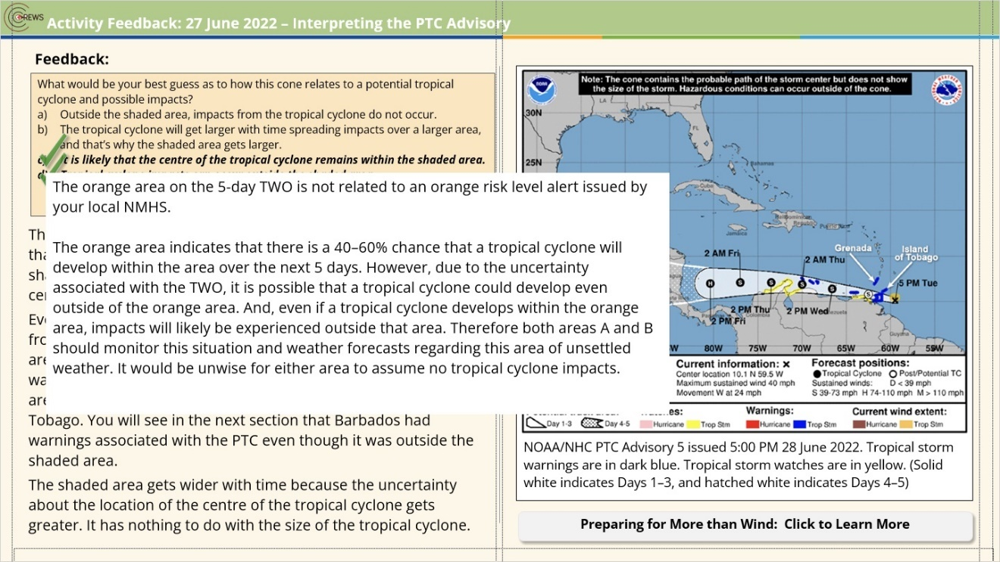 CREWS
Activity Feedback: 27 June 2022 – Interpreting the PTC Advisory
Feedback:
What would be your best guess as to how this cone relates to a potential tropical
cyclone and possible impacts?
a) Outside the shaded area, impacts from the tropical cyclone do not occur.
b) The tropical cyclone will get larger with time spreading impacts over a larger area,
and that's why the shaded area gets larger.
It is likely that the centre of the tropical cyclone remains within the shaded area.
The orange area on the 5-day TWO is not related to an orange risk level alert issued by
your local NMHS.
The orange area indicates that there is a 40–60% chance that a tropical cyclone will
develop within the area over the next 5 days. However, due to the uncertainty
associated with the TWO, it is possible that a tropical cyclone could develop even
outside of the orange area. And, even if a tropical cyclone develops within the orange
area, impacts will likely be experienced outside that area. Therefore both areas A and B
should monitor this situation and weather forecasts regarding this area of unsettled
weather. It would be unwise for either area to assume no tropical cyclone impacts.
Tobago. You will see in the next section that Barbados had
warnings associated with the PTC even though it was outside the
shaded area.
The shaded area gets wider with time because the uncertainty
about the location of the centre of the tropical cyclone gets
greater. It has nothing to do with the size of the tropical cyclone.
Note: The cone contains the probable path of the storm center but does not show
the size of the storm. Hazardous conditions can occur outside of the cone.
NOAA
LA
30N
FL
25N
Bahamas
Cuba
Dominican
Republic
Jamaica
Puerto Rico
Grenada
Island
of Tobago
2 AM Fri
2 AM Thu
5 PM Tue
H S S S S S
2 PM Thu
2 PM Wed
2 PM Fri
Colombia
Guyana
80W 75W 70W 65W 60W 55W
Current information: x
Center location 10.1 N 59.5 W
Maximum sustained wind 40 mph
Movement W at 24 mph
Forecast positions:
Tropical Cyclone Post/Potential TC
Sustained winds: D < 39 mph
S 39-73 mph H 74-110 mph M > 110 mph
Day 1-3 Day 4-5
Hurricane Trop Stm
Warnings:
Hurricane Trop Stm
Current wind extent:
Hurricane Trop Stm
NOAA/NHC PTC Advisory 5 issued 5:00 PM 28 June 2022. Tropical storm
warnings are in dark blue. Tropical storm watches are in yellow. (Solid
white indicates Days 1–3, and hatched white indicates Days 4–5)
Preparing for More than Wind: Click to Learn More